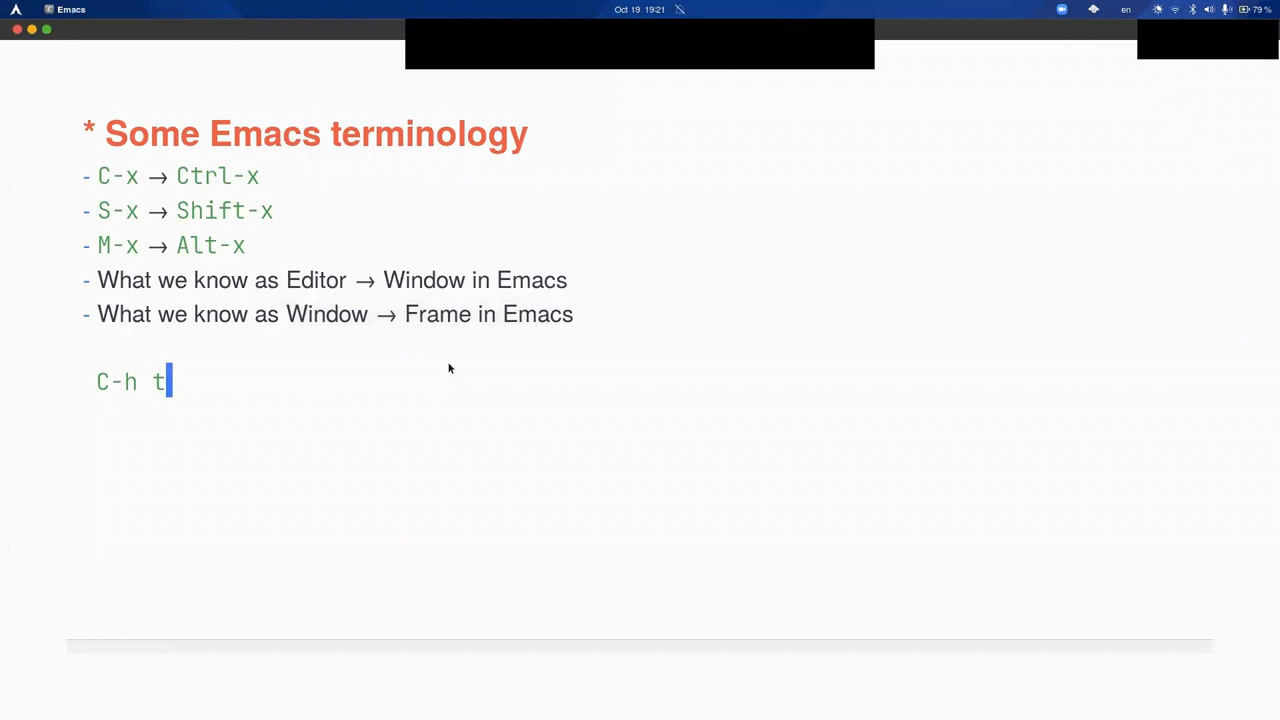 Emacs
Oct 19 19:21
en
79 %
* Some Emacs terminology
- C-x → Ctrl-x
- S-x → Shift-x
- M-x → Alt-x
- What we know as Editor → Window in Emacs
- What we know as Window → Frame in Emacs
C-h t